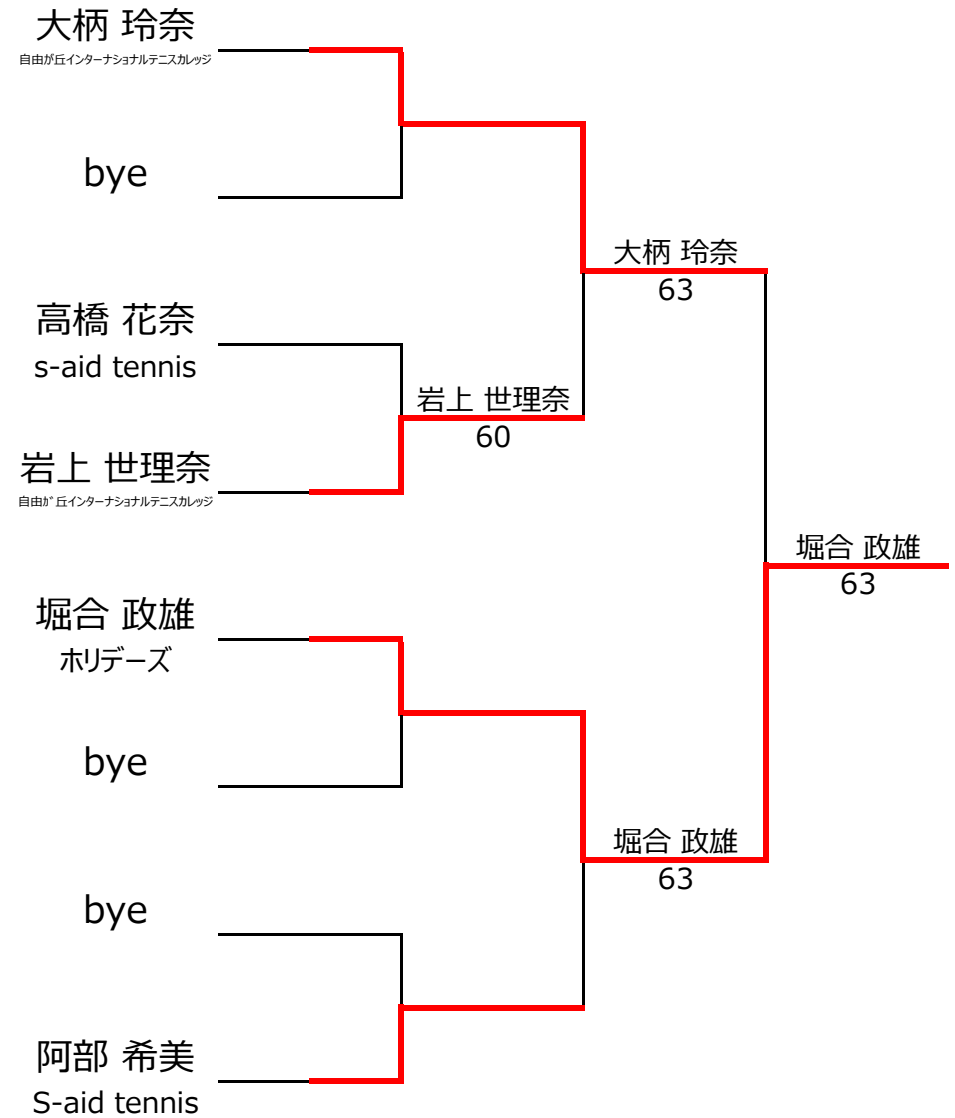 大柄 玲奈
自由が丘インターナショナルテニスカレッジ
bye
大柄 玲奈
63
高橋 花奈
s-aid tennis
岩上 世理奈
60
岩上 世理奈
自由ｶﾞ丘インターナショナルテニスカレッジ
堀合 政雄
63
堀合 政雄
ホリデーズ
bye
堀合 政雄
63
bye
阿部 希美
S-aid tennis